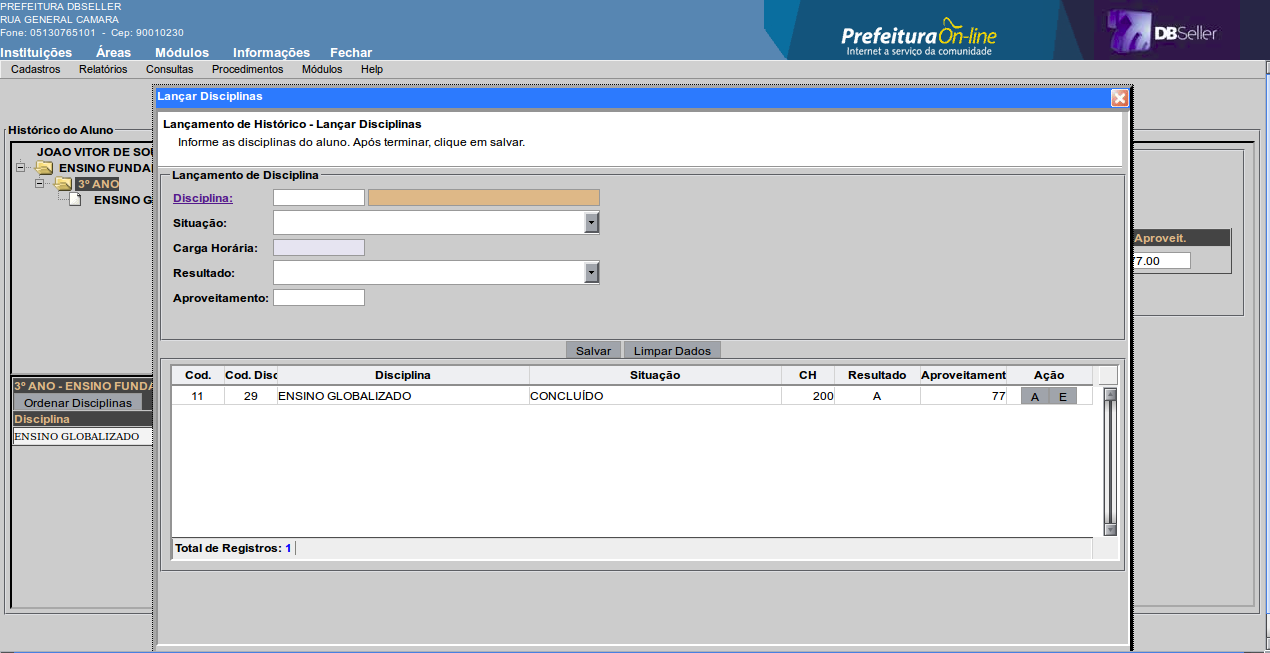 PREFEITURA DBSELLER
RUA GENERAL CAMARA
Fone: 05130765101 - Cep: 90010230
Prefeitura On-line
Internet a serviço da comunidade
DBSeller
Instituições Áreas Módulos Informações Fechar
Cadastros Relatórios Consultas Procedimentos Módulos Help
Lançar Disciplinas
Lançamento de Histórico - Lançar Disciplinas
Informe as disciplinas do aluno. Após terminar, clique em salvar.
Histórico do Aluno
JOAO VITOR DE SO
ENSINO FUNDA
3º ANO
ENSINO G
Lançamento de Disciplina
Disciplina:
Situação:
Carga Horária:
Resultado:
Aproveitamento:
Aproveit.
77.00
Salvar Limpar Dados
3º ANO - ENSINO FUNDA
Ordenar Disciplinas
Disciplina
ENSINO GLOBALIZADO
Cod. Cod. Disc Disciplina Situação CH Resultado Aproveitament Ação
11 29 ENSINO GLOBALIZADO CONCLUÍDO 200 A 77 A E
Total de Registros: 1